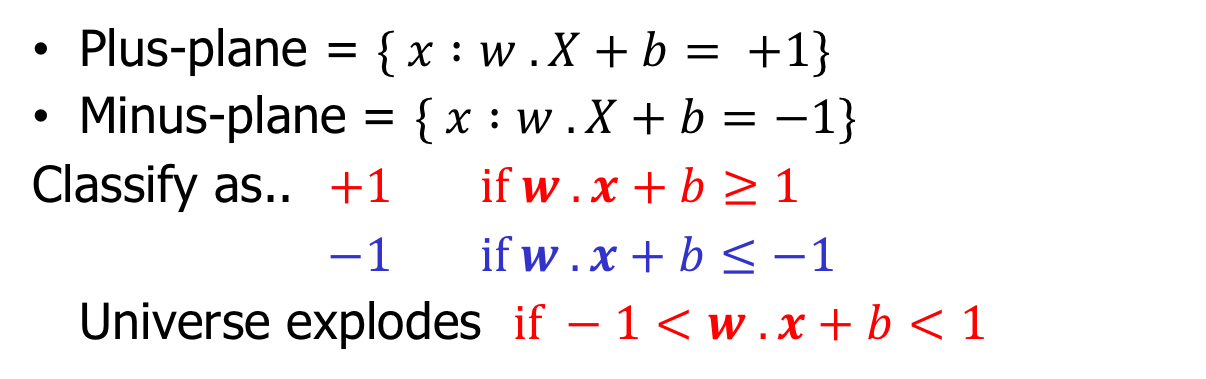 • Plus-plane = { x : w . X + b = +1}
• Minus-plane = { x : w . X + b = −1}
Classify as.. +1 if w . x + b ≥ 1
−1 if w . x + b ≤ −1
Universe explodes if − 1 < w . x + b < 1